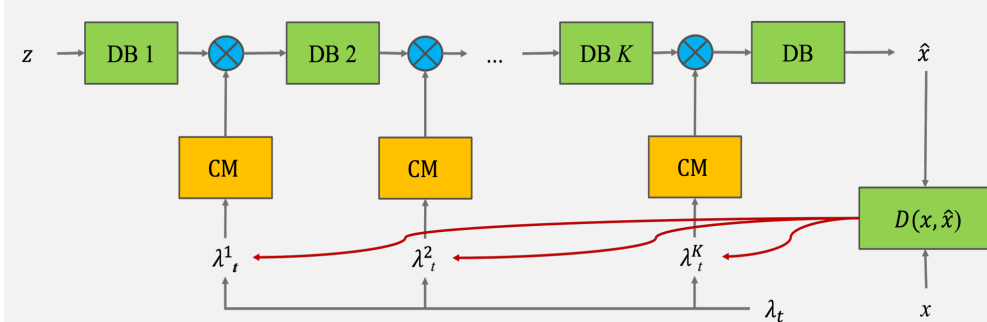 z DB 1 DB 2 ... DB K DB x̂
CM CM CM
D(x, x̂)
λ¹ₜ λ²ₜ λᴷₜ
λₜ x